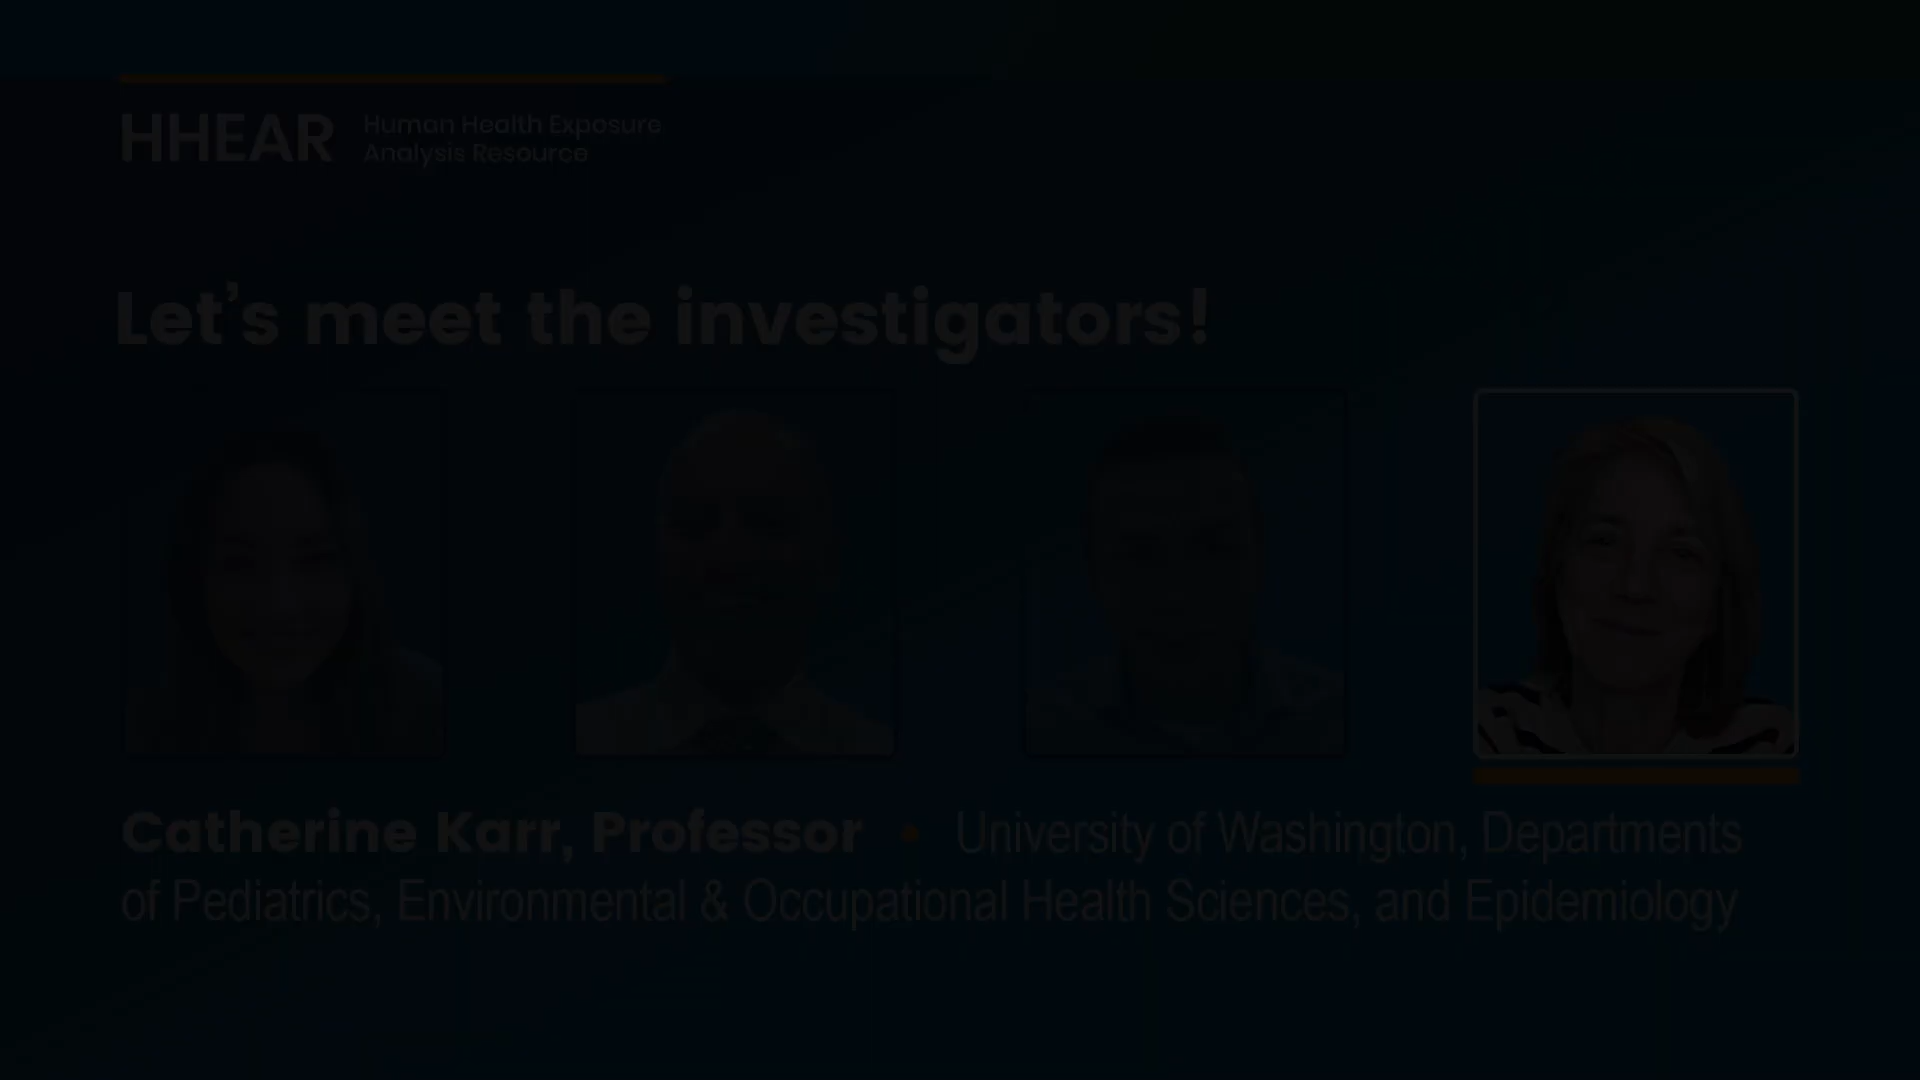 HHEAR
Human Health Exposure
Analysis Resource
Let's meet the investigators!
Catherine Karr, Professor • University of Washington, Departments
of Pediatrics, Environmental & Occupational Health Sciences, and Epidemiology